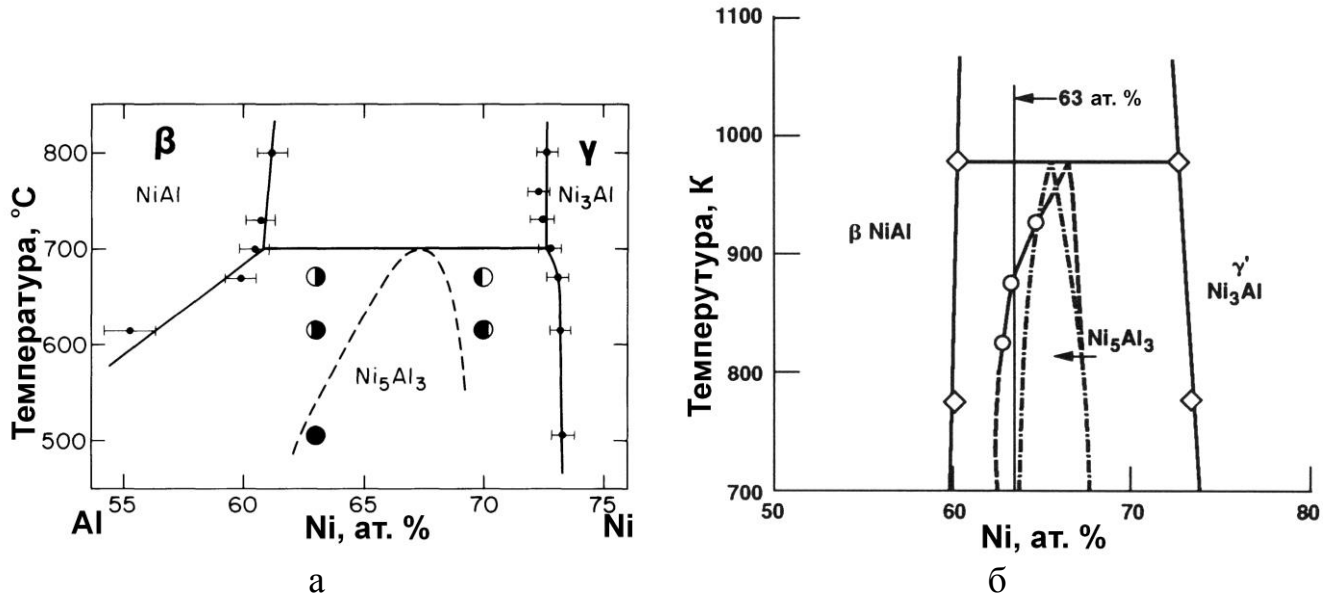 800
700
600
500
Температура, °C
β
NiAl
γ
Ni₃Al
Ni₅Al₃
55
60
65
70
75
Al
Ni, ат. %
Ni
а
1100
1000
900
800
700
Темперутура, К
63 ат. %
β NiAl
γ'
Ni₃Al
Ni₅Al₃
50
60
70
80
Ni, ат. %
б